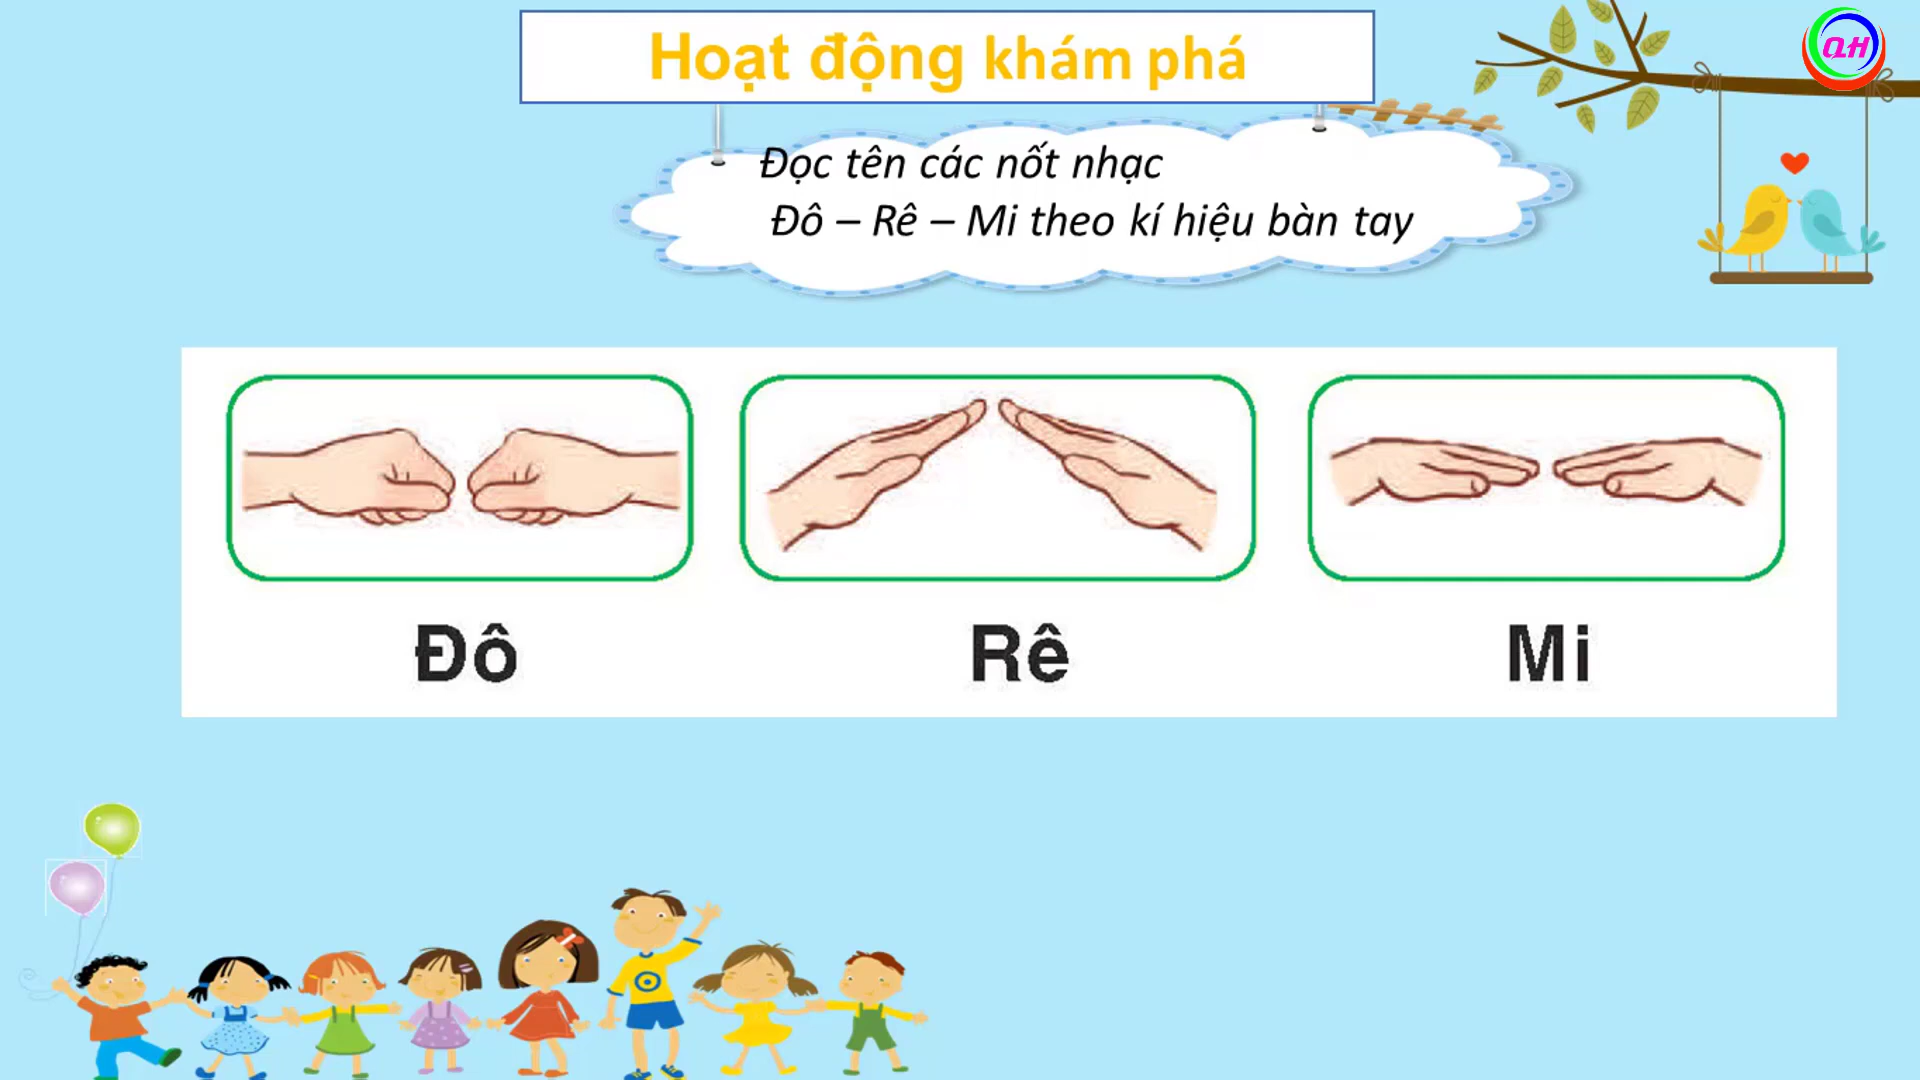 Hoạt động khám phá
QH
Đọc tên các nốt nhạc
Đô – Rê – Mi theo kí hiệu bàn tay
Đô
Rê
Mi